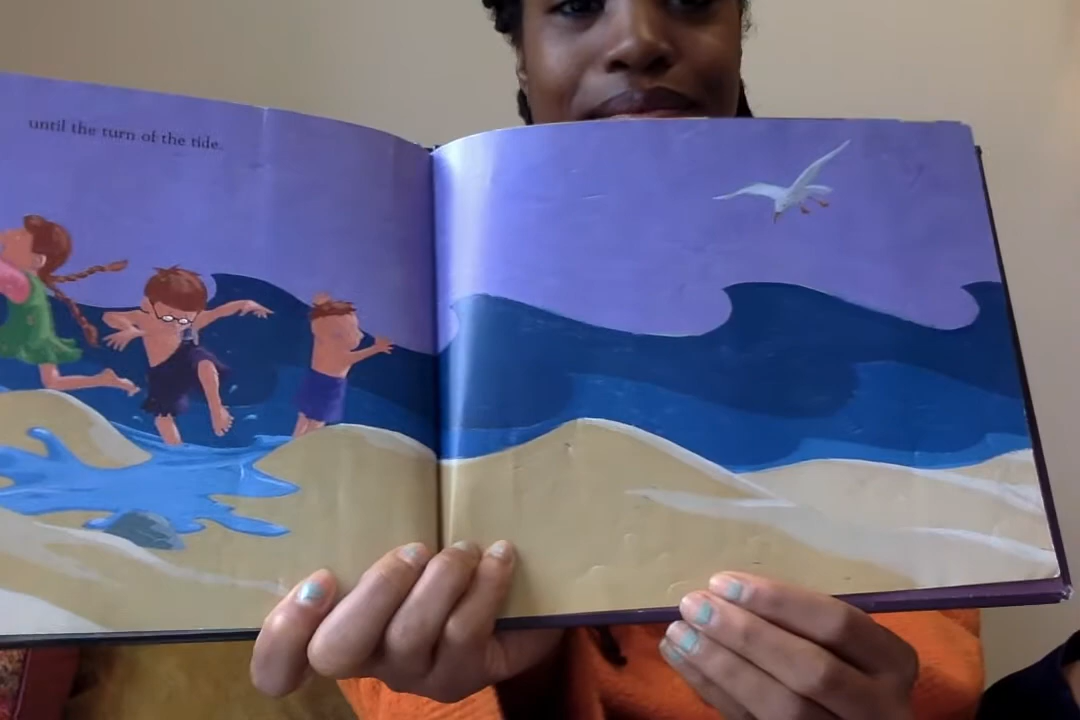 until the turn of the tide.